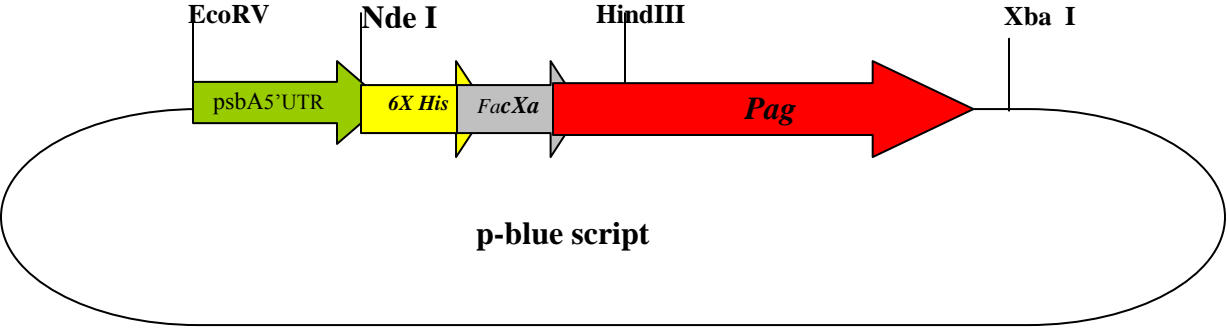 EcoRV
Nde I
HindIII
Xba I
psbA5’UTR
6X His
FacXa
Pag
p-blue script